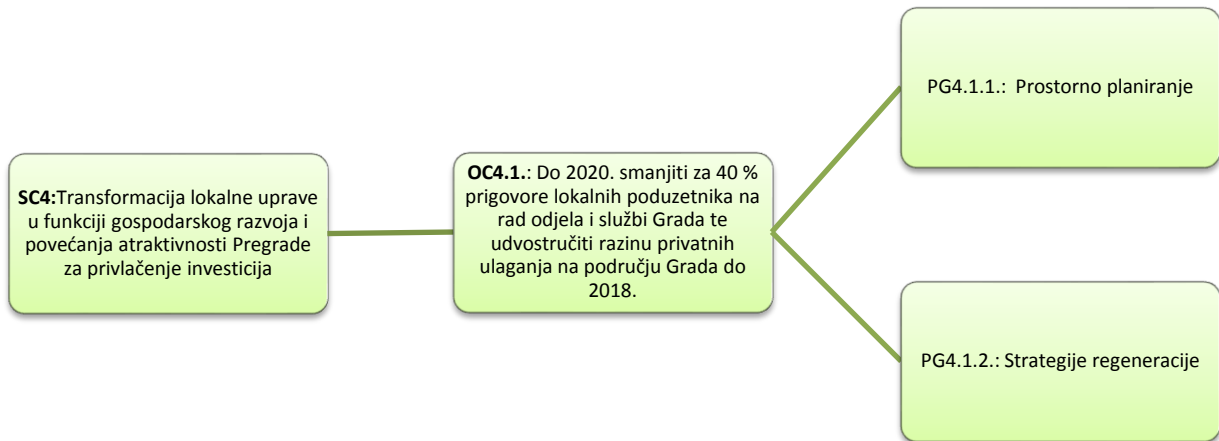 SC4:Transformacija lokalne uprave
u funkciji gospodarskog razvoja i
povećanja atraktivnosti Pregrade
za privlačenje investicija
OC4.1.: Do 2020. smanjiti za 40 %
prigovore lokalnih poduzetnika na
rad odjela i službi Grada te
udvostručiti razinu privatnih
ulaganja na području Grada do
2018.
PG4.1.1.: Prostorno planiranje
PG4.1.2.: Strategije regeneracije